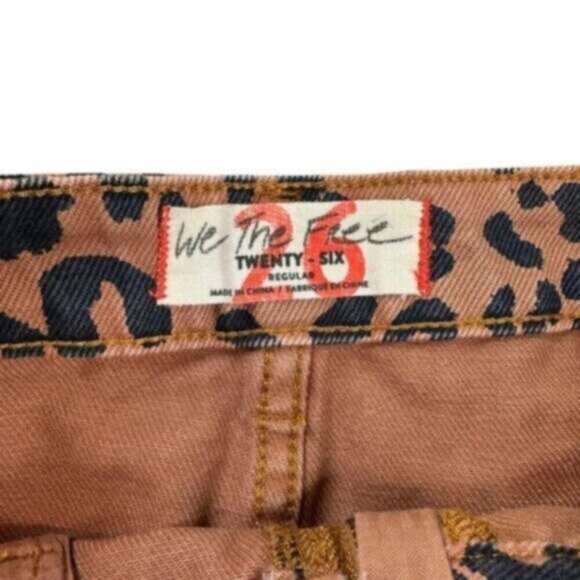 We The Free
26
TWENTY - SIX
REGULAR
MADE IN CHINA / FABRIQUÉ EN CHINE